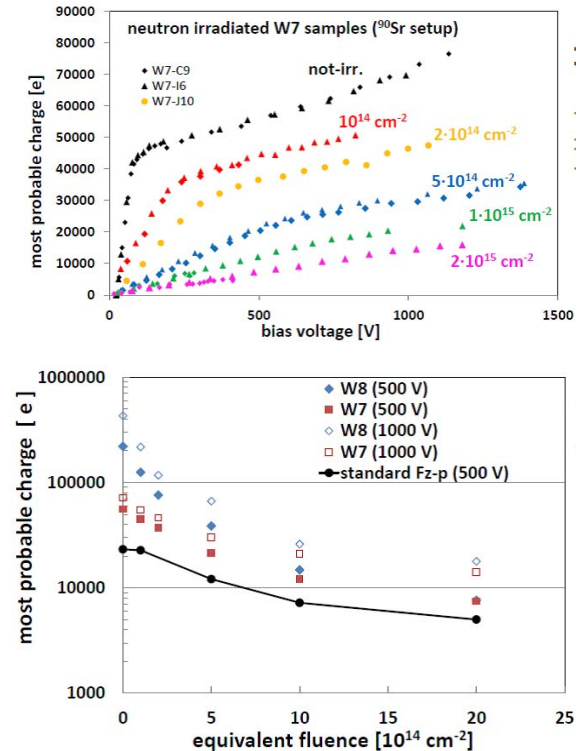 90000
80000
70000
60000
50000
40000
30000
20000
10000
0
most probable charge [e]
neutron irradiated W7 samples (⁹⁰Sr setup)
W7-C9
W7-I6
W7-J10
not-irr.
10¹⁴ cm⁻²
2·10¹⁴ cm⁻²
5·10¹⁴ cm⁻²
1·10¹⁵ cm⁻²
2·10¹⁵ cm⁻²
0 500 1000 1500
bias voltage [V]
1000000
100000
10000
1000
most probable charge [ e]
W8 (500 V)
W7 (500 V)
W8 (1000 V)
W7 (1000 V)
standard Fz-p (500 V)
0 5 10 15 20 25
equivalent fluence [10¹⁴ cm⁻²]